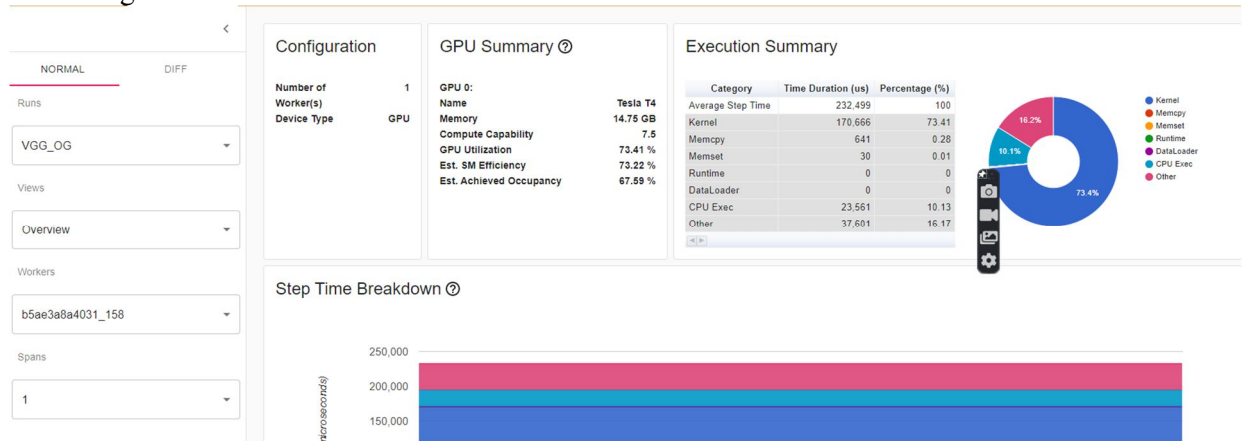 NORMAL DIFF
Runs
VGG_OG
Views
Overview
Workers
b5ae3a8a4031_158
Spans
1
Configuration
Number of Worker(s) 1
Device Type GPU
GPU Summary
GPU 0:
Name Tesla T4
Memory 14.75 GB
Compute Capability 7.5
GPU Utilization 73.41 %
Est. SM Efficiency 73.22 %
Est. Achieved Occupancy 67.59 %
Execution Summary
Category Time Duration (us) Percentage (%)
Average Step Time 232,499 100
Kernel 170,666 73.41
Memcpy 641 0.28
Memset 30 0.01
Runtime 0 0
DataLoader 0 0
CPU Exec 23,561 10.13
Other 37,601 16.17
16.2%
10.1%
73.4%
Kernel
Memcpy
Memset
Runtime
DataLoader
CPU Exec
Other
Step Time Breakdown
250,000
200,000
150,000